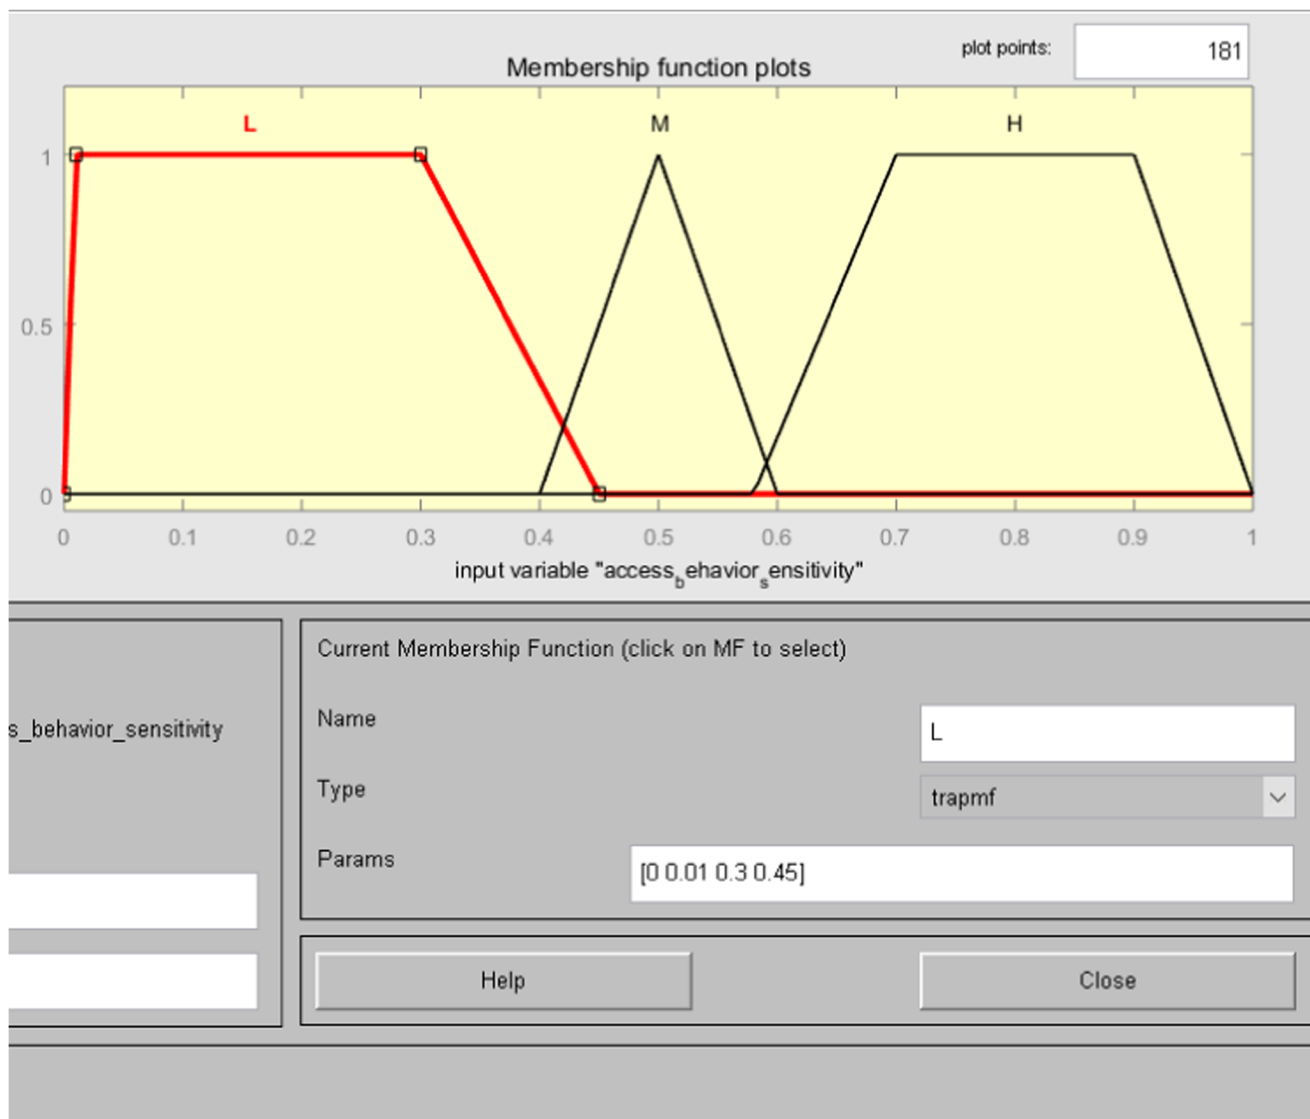 plot points: 181
Membership function plots
L M H
1
0.5
0
0 0.1 0.2 0.3 0.4 0.5 0.6 0.7 0.8 0.9 1
input variable "access_behavior_sensitivity"
Current Membership Function (click on MF to select)
Name L
s_behavior_sensitivity
Type trapmf
Params [0 0.01 0.3 0.45]
Help Close